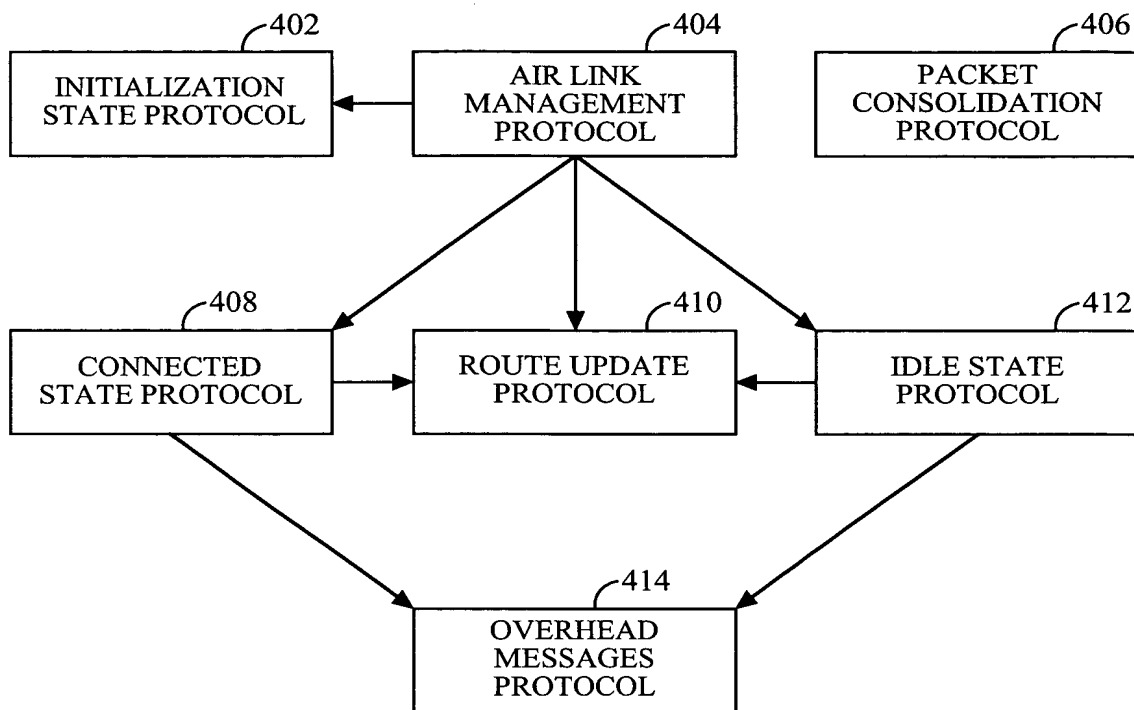 402
INITIALIZATION
STATE PROTOCOL
404
AIR LINK
MANAGEMENT
PROTOCOL
406
PACKET
CONSOLIDATION
PROTOCOL
408
CONNECTED
STATE PROTOCOL
410
ROUTE UPDATE
PROTOCOL
412
IDLE STATE
PROTOCOL
414
OVERHEAD
MESSAGES
PROTOCOL